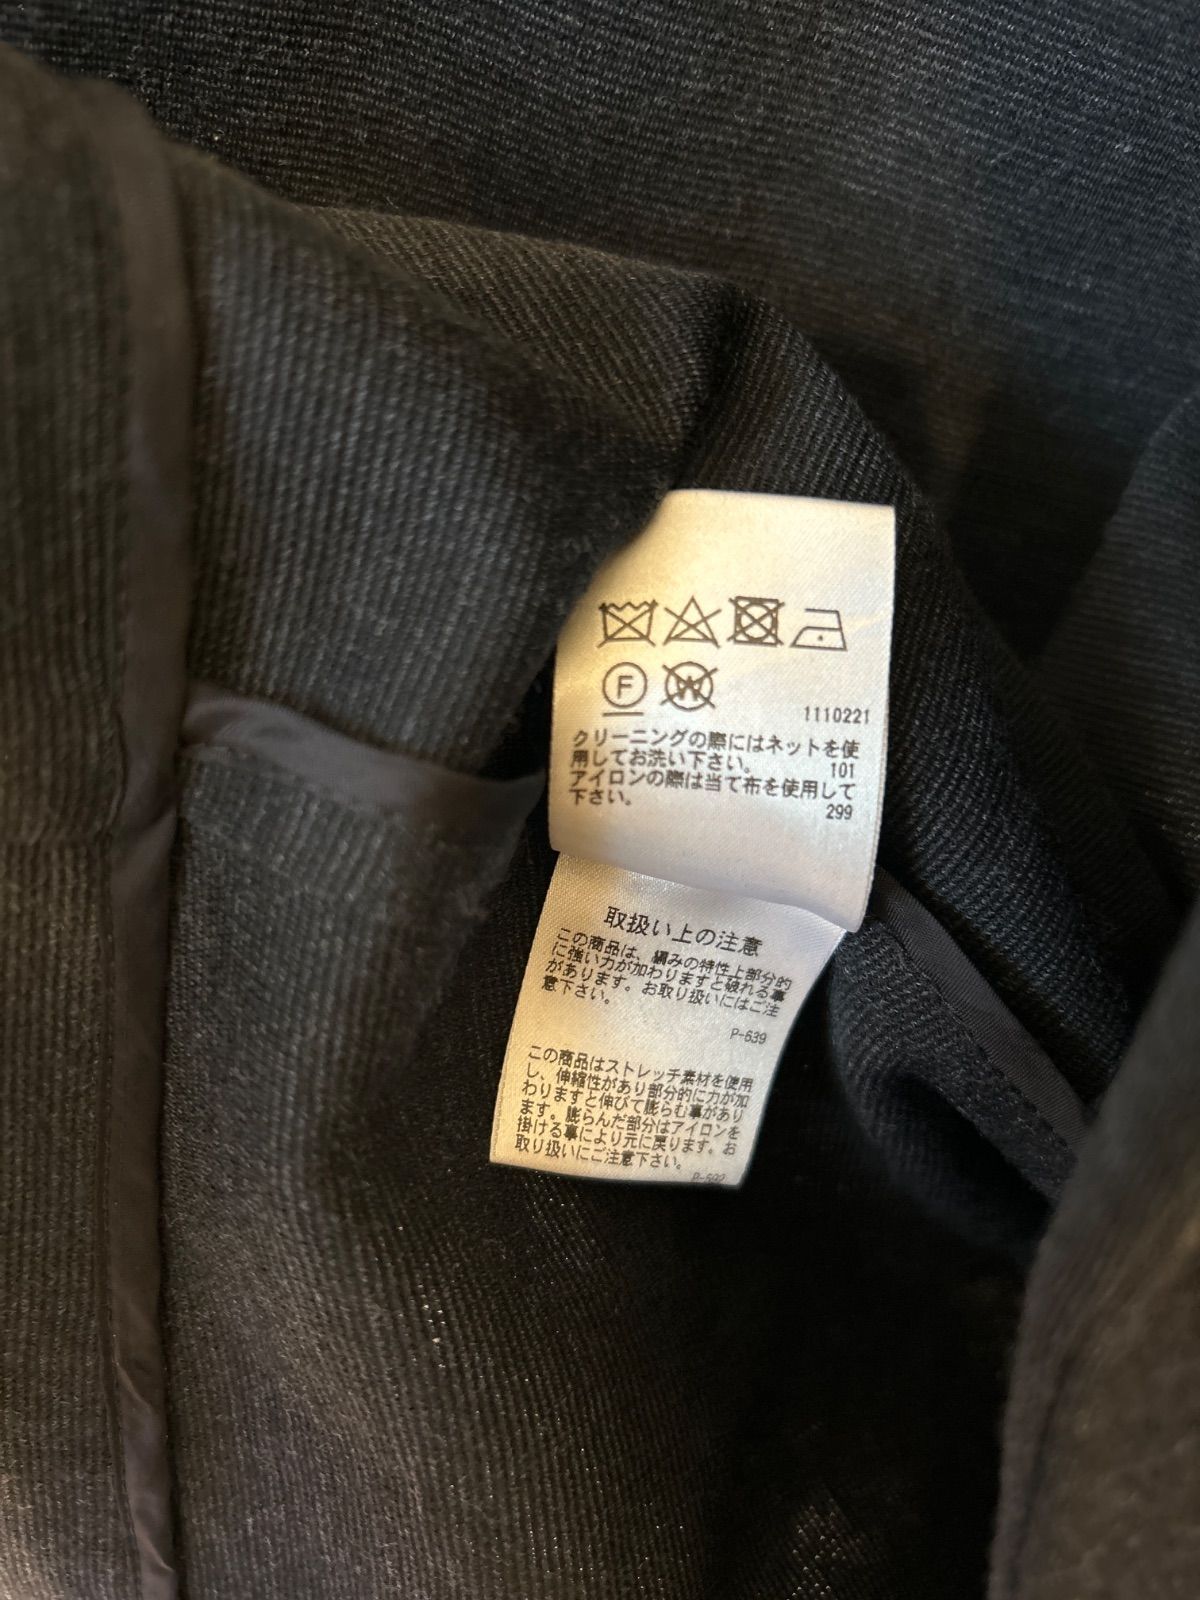 F W
1110221
クリーニングの際にはネットを使
用してお洗い下さい。 101
アイロンの際は当て布を使用して
下さい。 299
取扱い上の注意
この商品は、編みの特性上部分的
に強い力が加わりますと破れる事
があります。お取り扱いにはご注
意下さい。
P-639
この商品はストレッチ素材を使用
し、伸縮性があり部分的に力が加
わりますと伸びて膨らむ事があり
ます。膨らんだ部分はアイロンを
掛ける事により元に戻ります。お
取り扱いにご注意下さい。